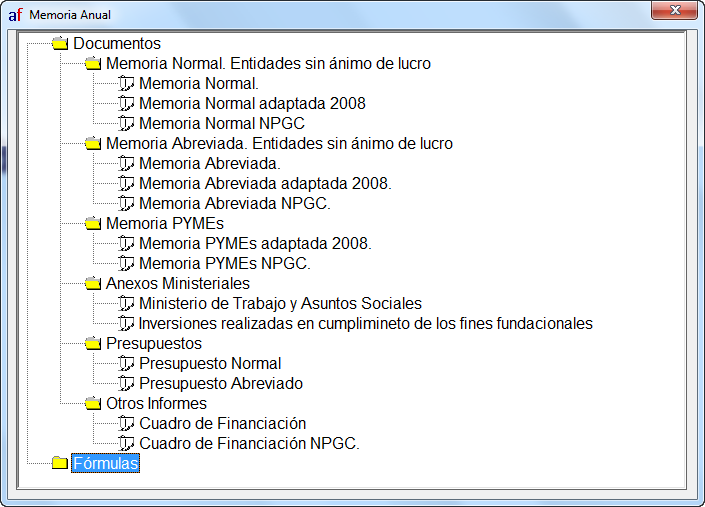 af Memoria Anual
Documentos
Memoria Normal. Entidades sin ánimo de lucro
Memoria Normal.
Memoria Normal adaptada 2008
Memoria Normal NPGC
Memoria Abreviada. Entidades sin ánimo de lucro
Memoria Abreviada.
Memoria Abreviada adaptada 2008.
Memoria Abreviada NPGC.
Memoria PYMEs
Memoria PYMEs adaptada 2008.
Memoria PYMEs NPGC.
Anexos Ministeriales
Ministerio de Trabajo y Asuntos Sociales
Inversiones realizadas en cumplimineto de los fines fundacionales
Presupuestos
Presupuesto Normal
Presupuesto Abreviado
Otros Informes
Cuadro de Financiación
Cuadro de Financiación NPGC.
Fórmulas